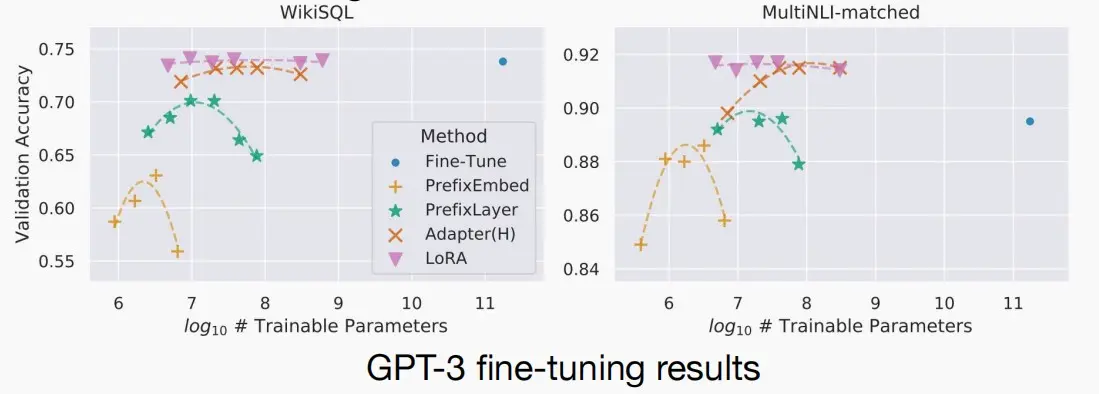 WikiSQL
MultiNLI-matched
Validation Accuracy
0.75
0.70
0.65
0.60
0.55
6 7 8 9 10 11
log10 # Trainable Parameters
Method
Fine-Tune
PrefixEmbed
PrefixLayer
Adapter(H)
LoRA
0.92
0.90
0.88
0.86
0.84
6 7 8 9 10 11
log10 # Trainable Parameters
GPT-3 fine-tuning results